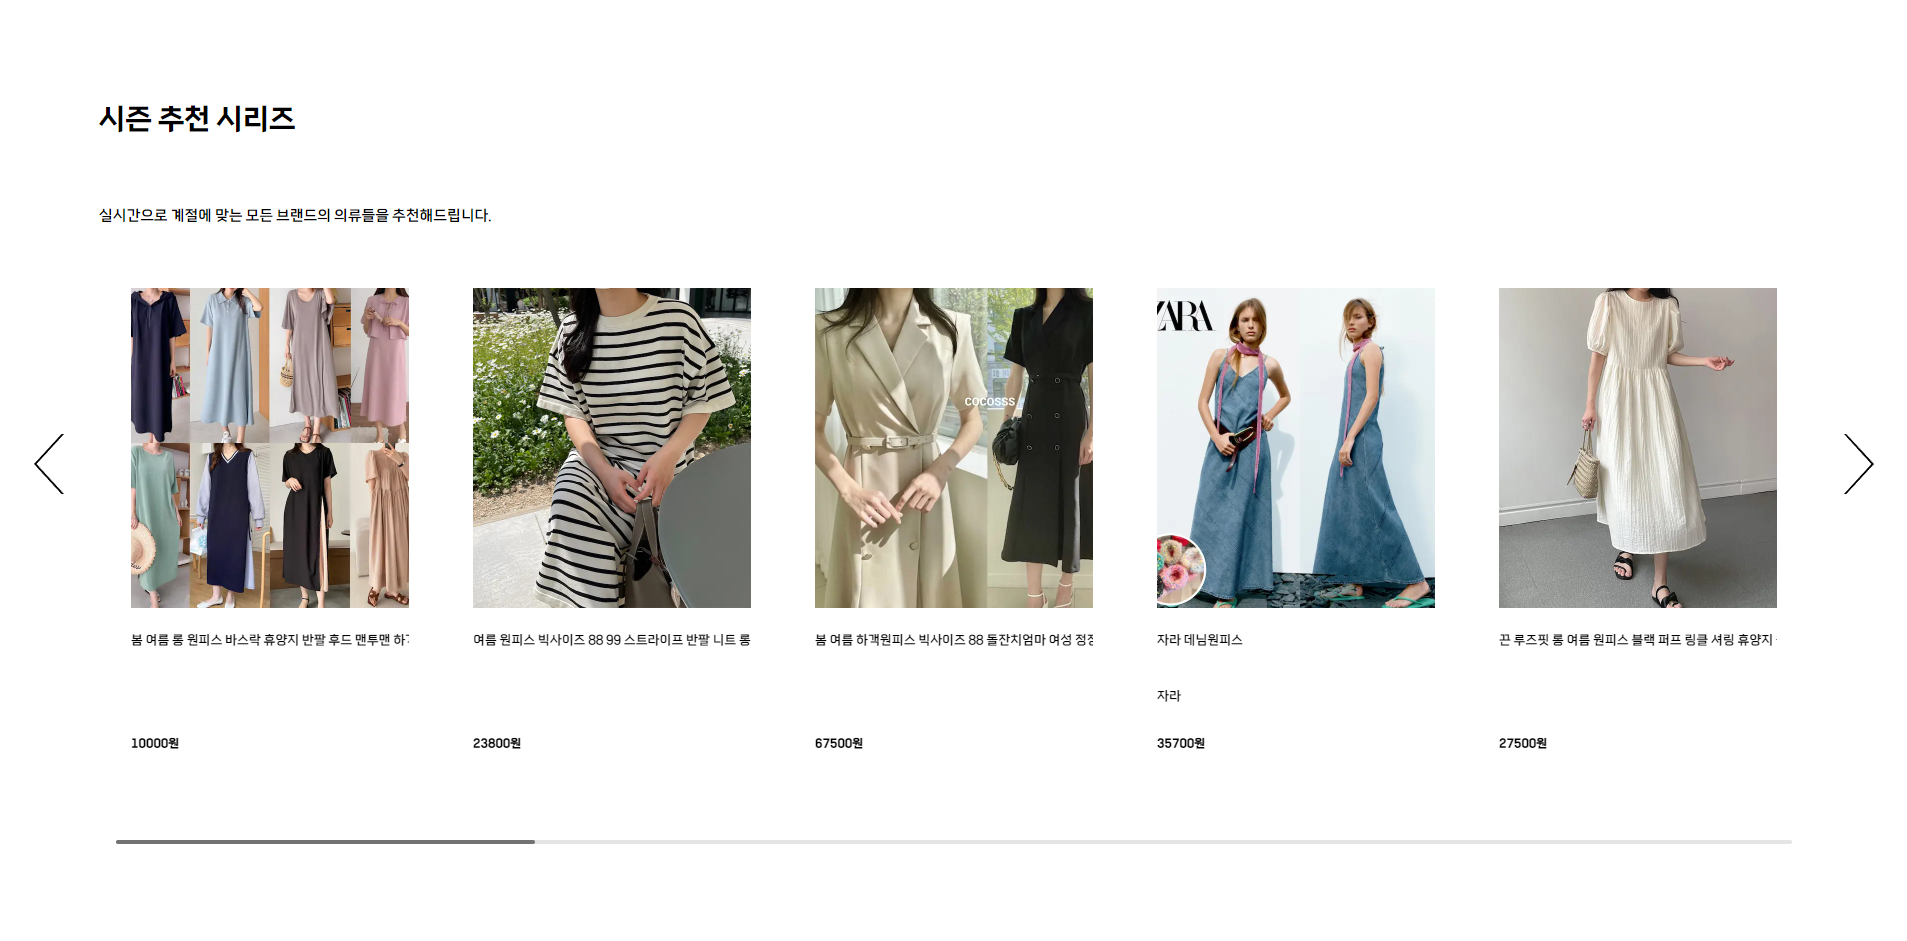 시즌 추천 시리즈
실시간으로 계절에 맞는 모든 브랜드의 의류들을 추천해드립니다.
ZARA
COCOSSS
봄 여름 롱 원피스 바스락 휴양지 반팔 후드 맨투맨
여름 원피스 빅사이즈 88 99 스트라이프 반팔 니트 롱
봄 여름 하객원피스 빅사이즈 88 돌잔치엄마 여성
자라 데님원피스
끈 루즈핏 롱 여름 원피스 블랙 퍼프 링클 셔링 휴양지
자라
10000원
23800원
67500원
35700원
27500원